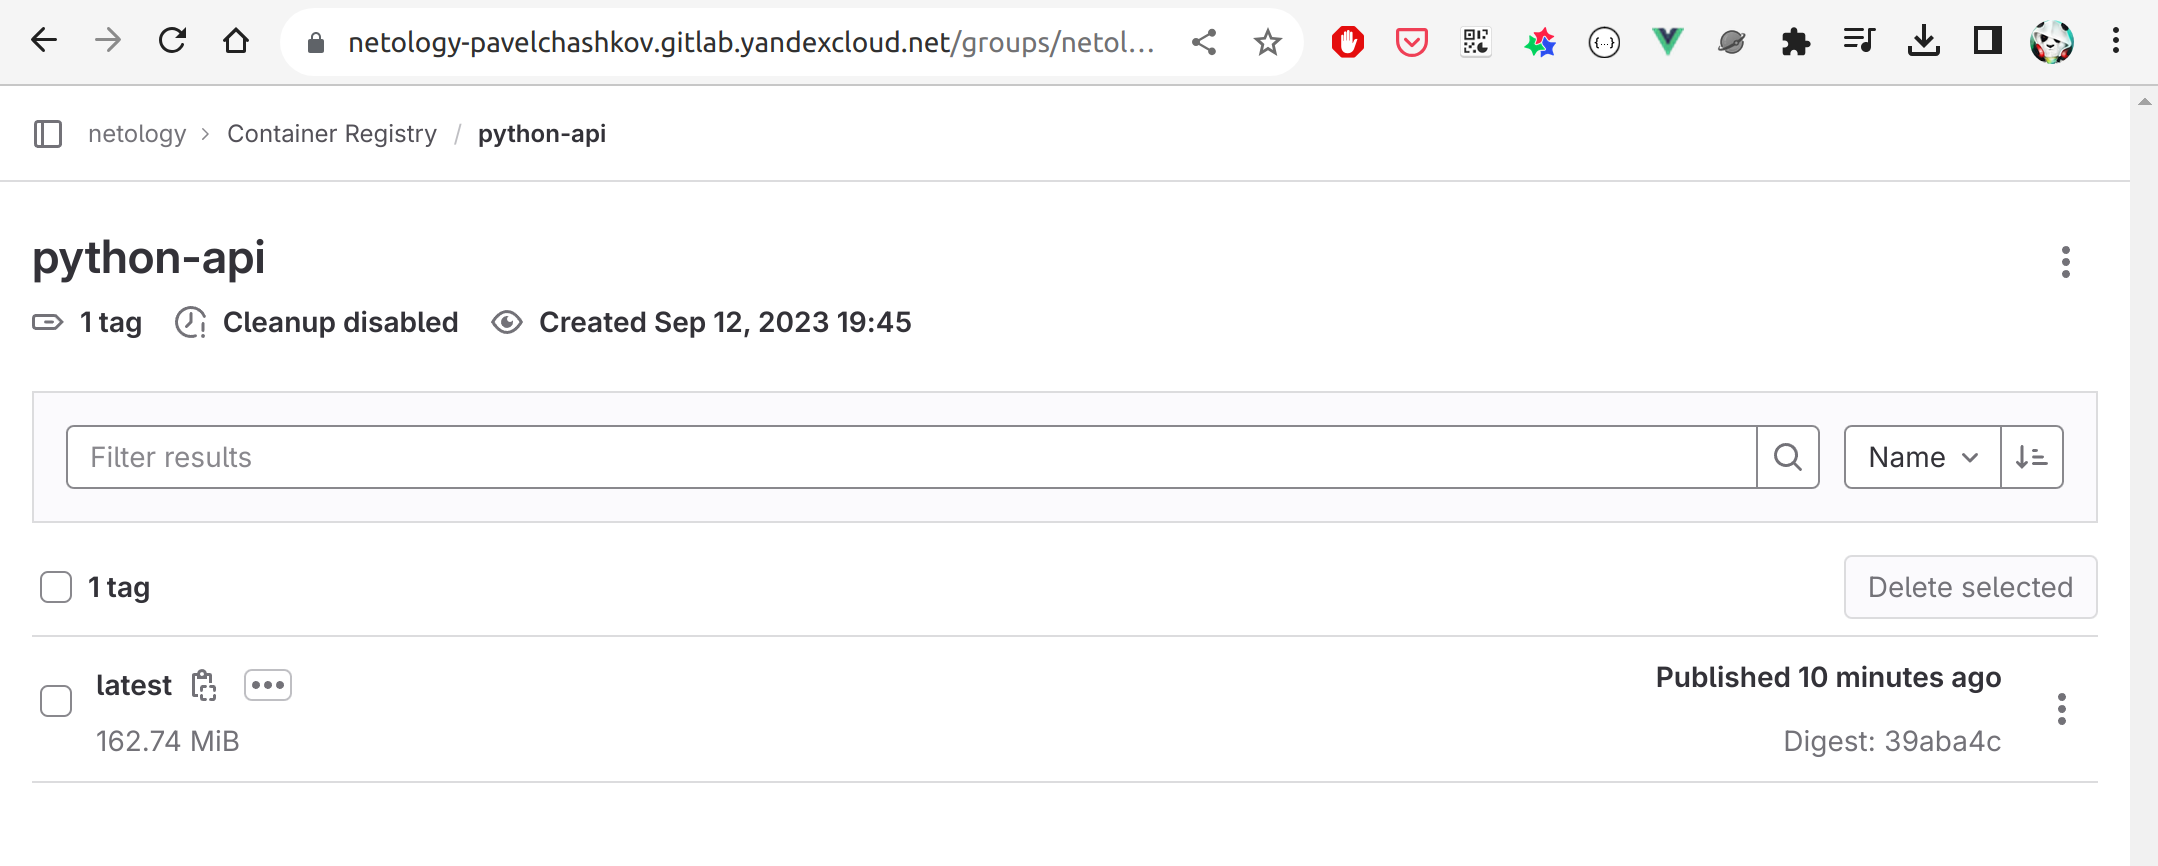 netology-pavelchashkov.gitlab.yandexcloud.net/groups/netol...
netology > Container Registry / python-api
python-api
1 tag Cleanup disabled Created Sep 12, 2023 19:45
Filter results Name
1 tag Delete selected
latest Published 10 minutes ago
162.74 MiB Digest: 39aba4c